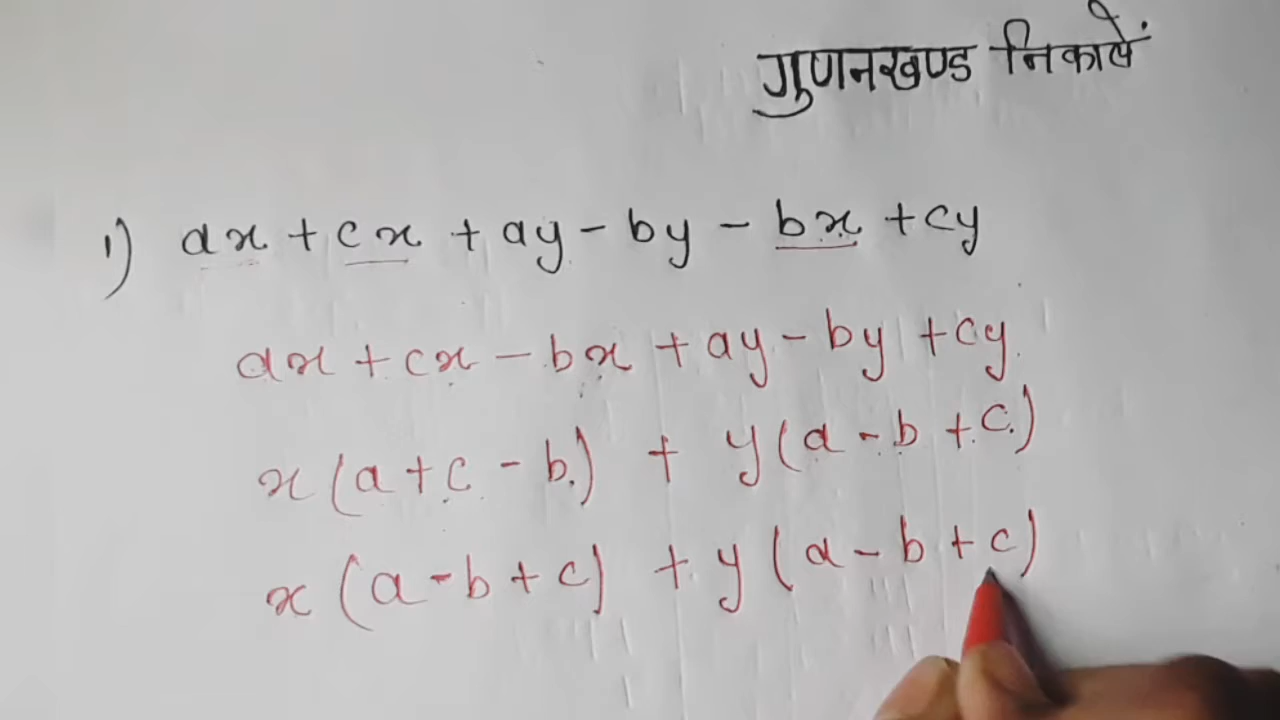 गुणनखण्ड निकालें
1) ax + cx + ay - by - bx + cy
ax + cx - bx + ay - by + cy
x(a + c - b) + y(a - b + c)
x(a - b + c) + y(a - b + c)